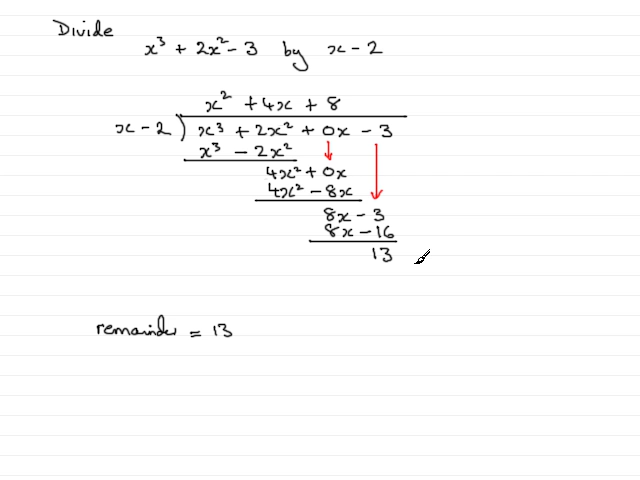 Divide
x³ + 2x² - 3 by x - 2
x² + 4x + 8
x - 2 ) x³ + 2x² + 0x - 3
x³ - 2x²
4x² + 0x
4x² - 8x
8x - 3
8x - 16
13
remainder = 13